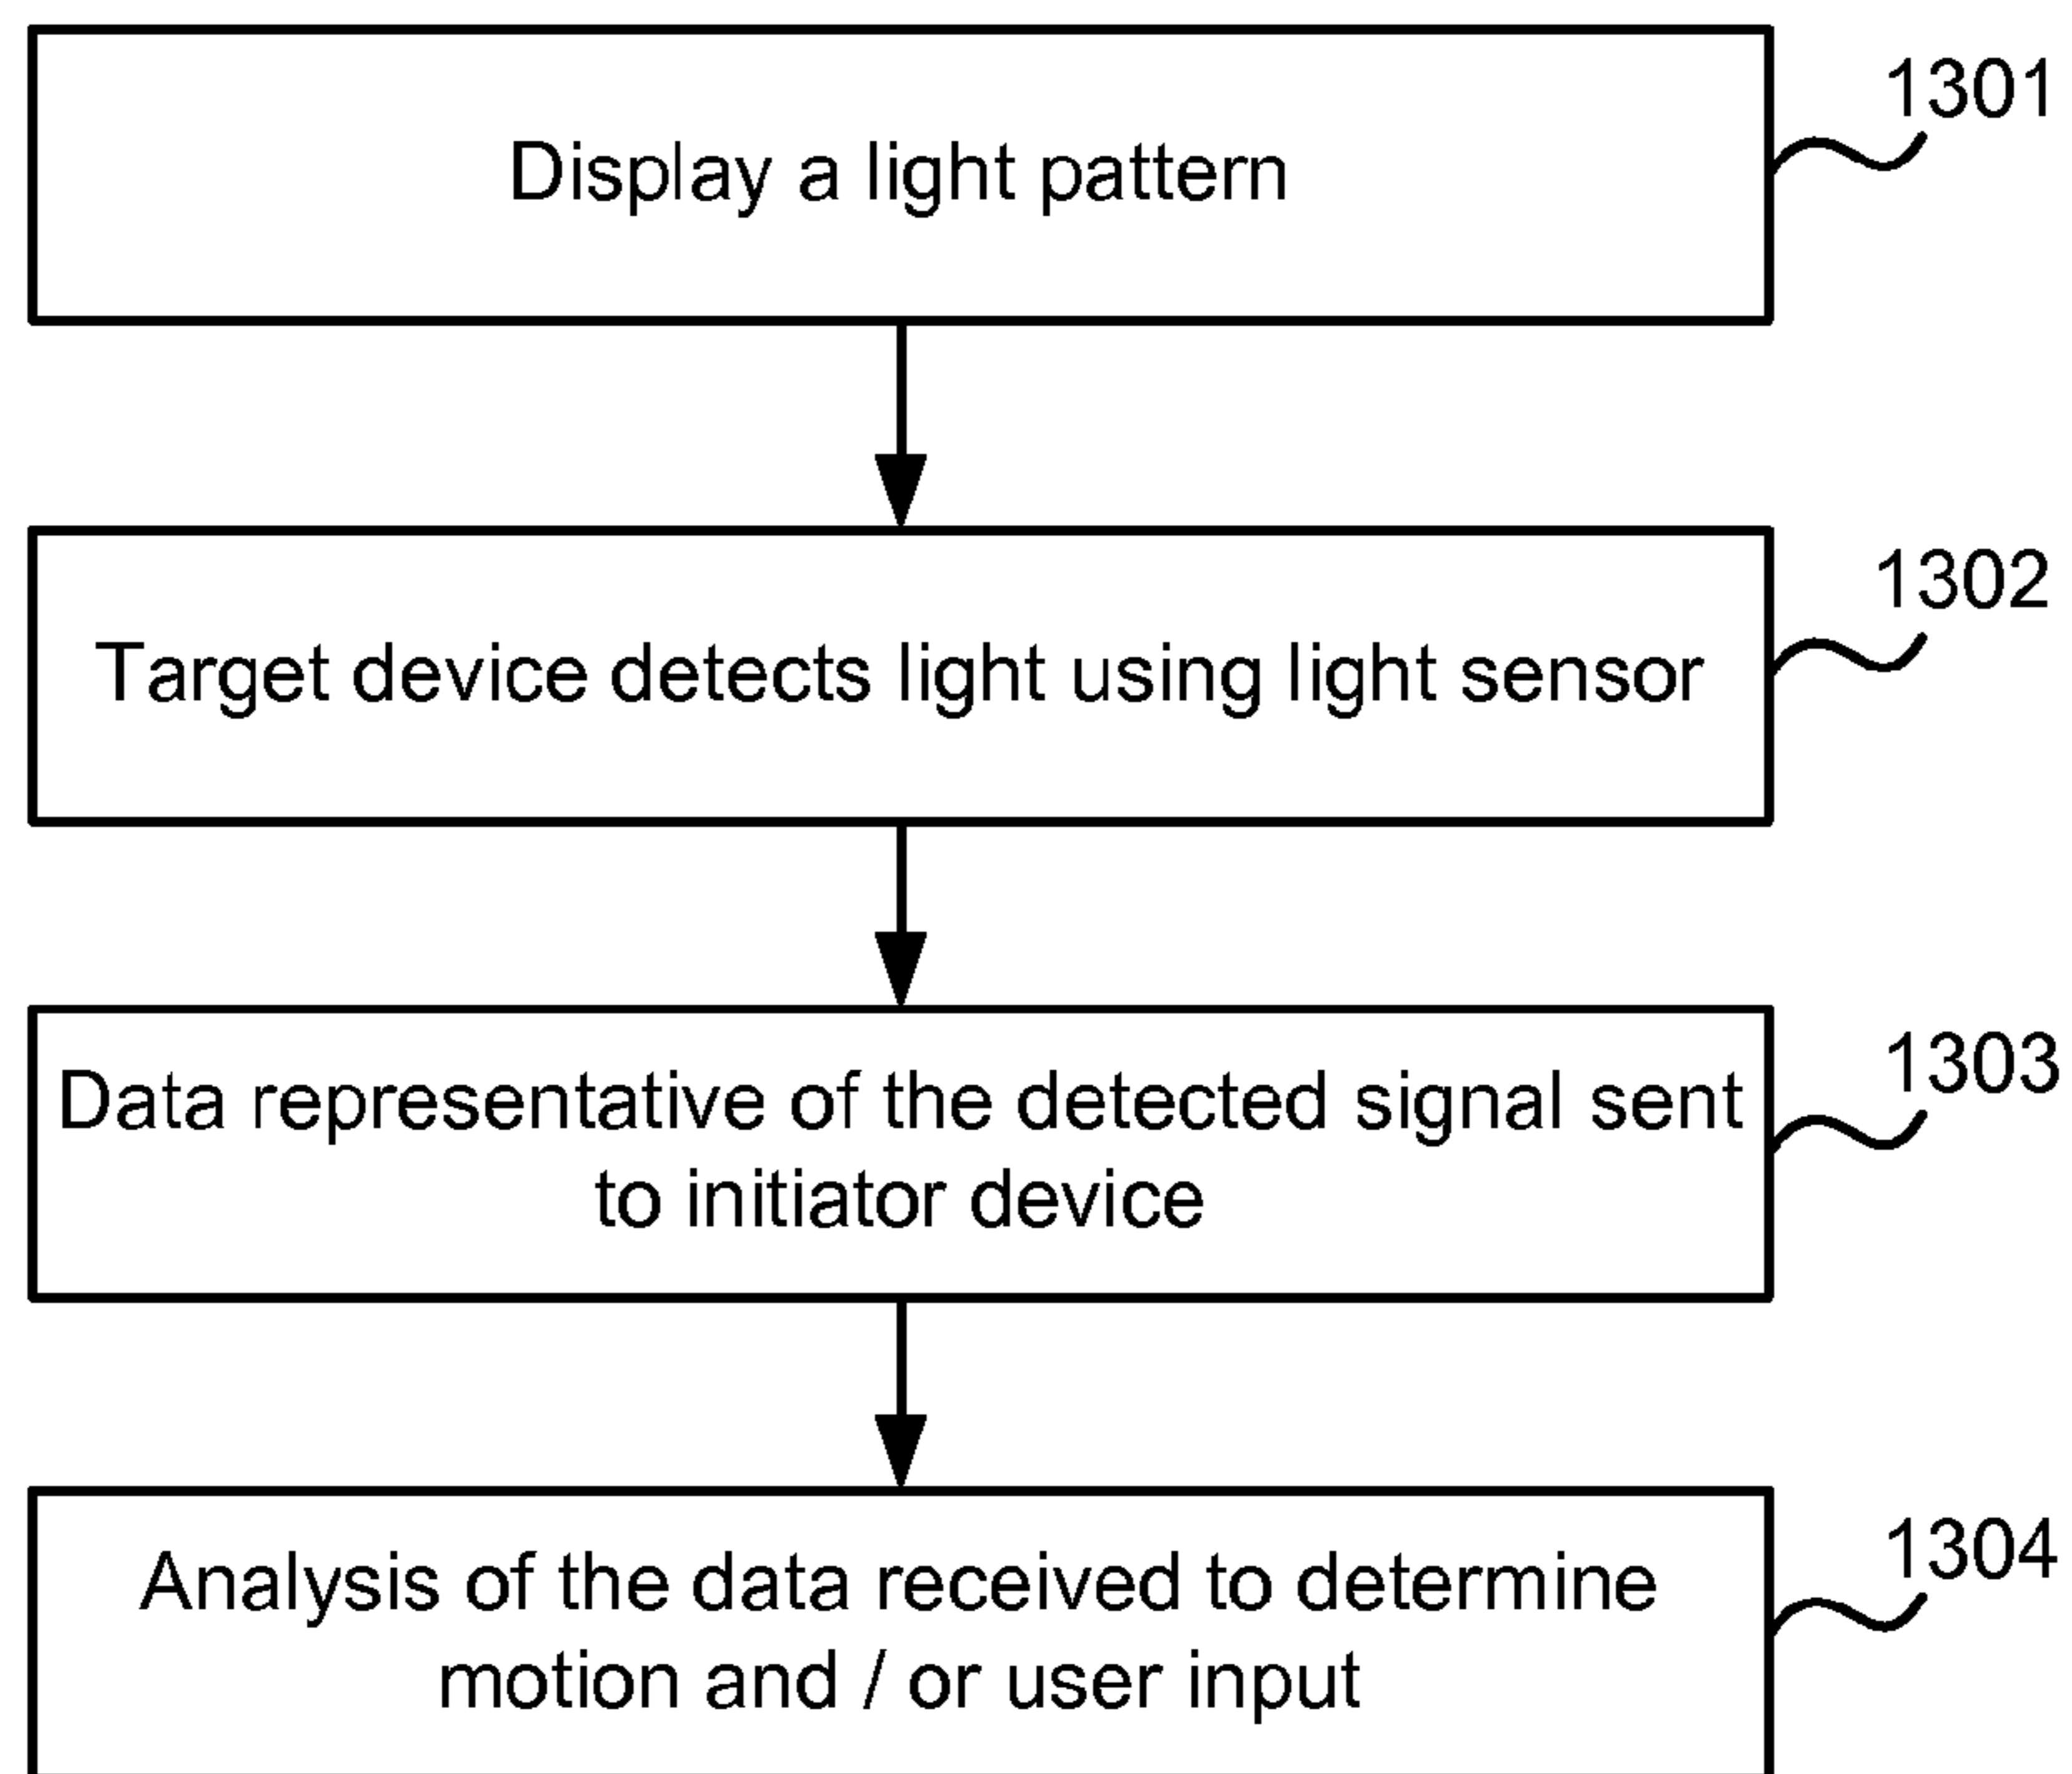 1301
Display a light pattern
1302
Target device detects light using light sensor
1303
Data representative of the detected signal sent
to initiator device
1304
Analysis of the data received to determine
motion and / or user input